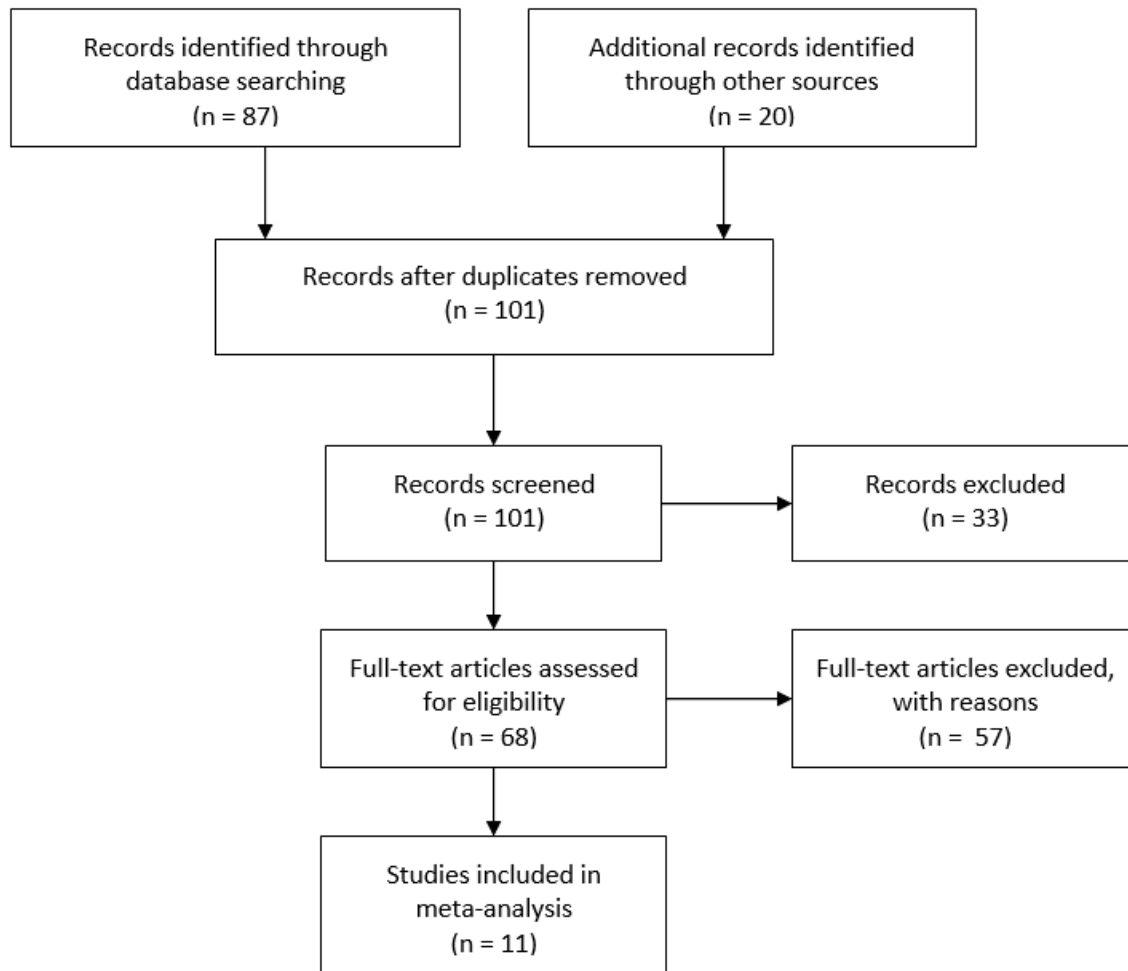 Records identified through
database searching
(n = 87)
Additional records identified
through other sources
(n = 20)
Records after duplicates removed
(n = 101)
Records screened
(n = 101)
Records excluded
(n = 33)
Full-text articles assessed
for eligibility
(n = 68)
Full-text articles excluded,
with reasons
(n =  57)
Studies included in
meta-analysis
(n = 11)